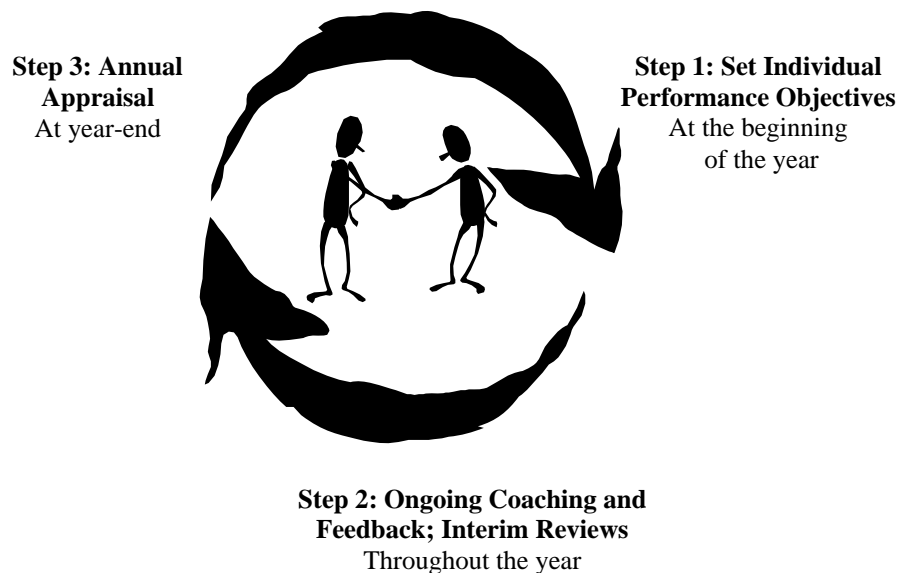 Step 3: Annual
Appraisal
At year-end
Step 1: Set Individual
Performance Objectives
At the beginning
of the year
Step 2: Ongoing Coaching and
Feedback; Interim Reviews
Throughout the year